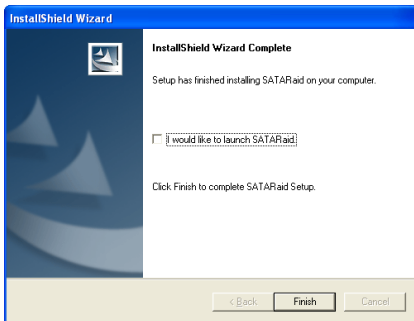 InstallShield Wizard
InstallShield Wizard Complete
Setup has finished installing SATARaid on your computer.
I would like to launch SATARaid.
Click Finish to complete SATARaid Setup.
< Back
Finish
Cancel